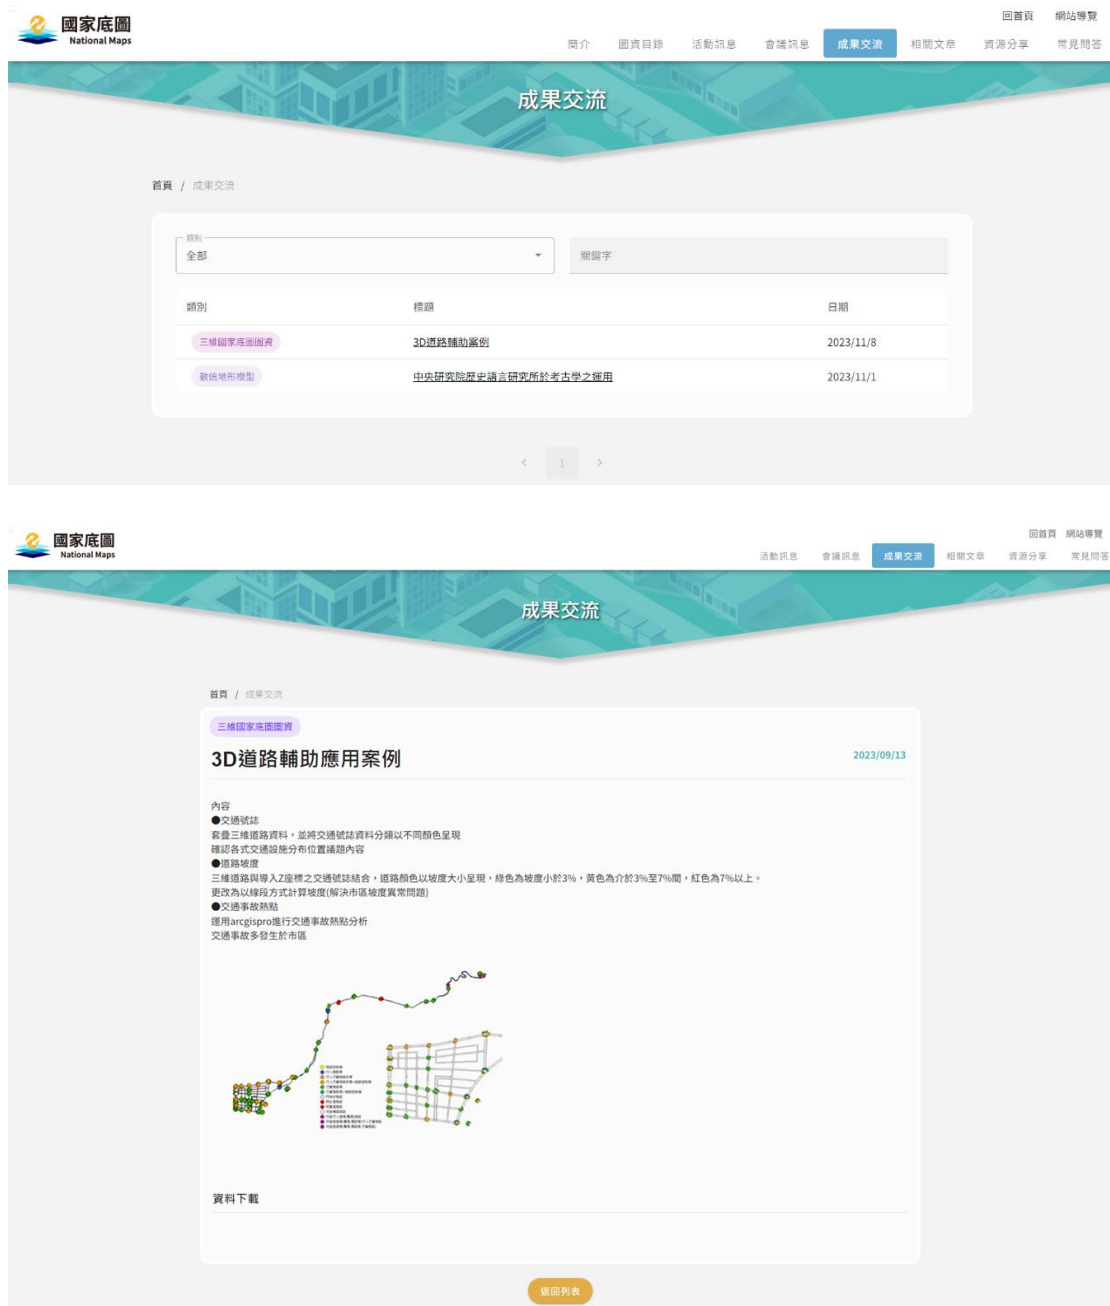 國家底圖
National Maps
回首頁 網站導覽
簡介 圖資目錄 活動訊息 會議訊息 成果交流 相關文章 資源分享 常見問答
成果交流
首頁 / 成果交流
類別
全部
關鍵字
類別 標題 日期
三維國家底圖圖資 3D道路輔助案例 2023/11/8
數值地形模型 中央研究院歷史語言研究所於考古學之運用 2023/11/1
< 1 >
國家底圖
National Maps
回首頁 網站導覽
活動訊息 會議訊息 成果交流 相關文章 資源分享 常見問答
成果交流
首頁 / 成果交流
三維國家底圖圖資
3D道路輔助應用案例 2023/09/13
內容
●交通號誌
套疊三維道路資料，並將交通號誌資料分類以不同顏色呈現
確認各式交通設施分布位置議題內容
●道路坡度
三維道路與導入Z座標之交通號誌結合，道路顏色以坡度大小呈現，綠色為坡度小於3%，黃色為介於3%至7%間，紅色為7%以上。
更改為以線段方式計算坡度(解決市區坡度異常問題)
●交通事故熱點
運用arcgispro進行交通事故熱點分析
交通事故多發生於市區
資料下載
返回列表